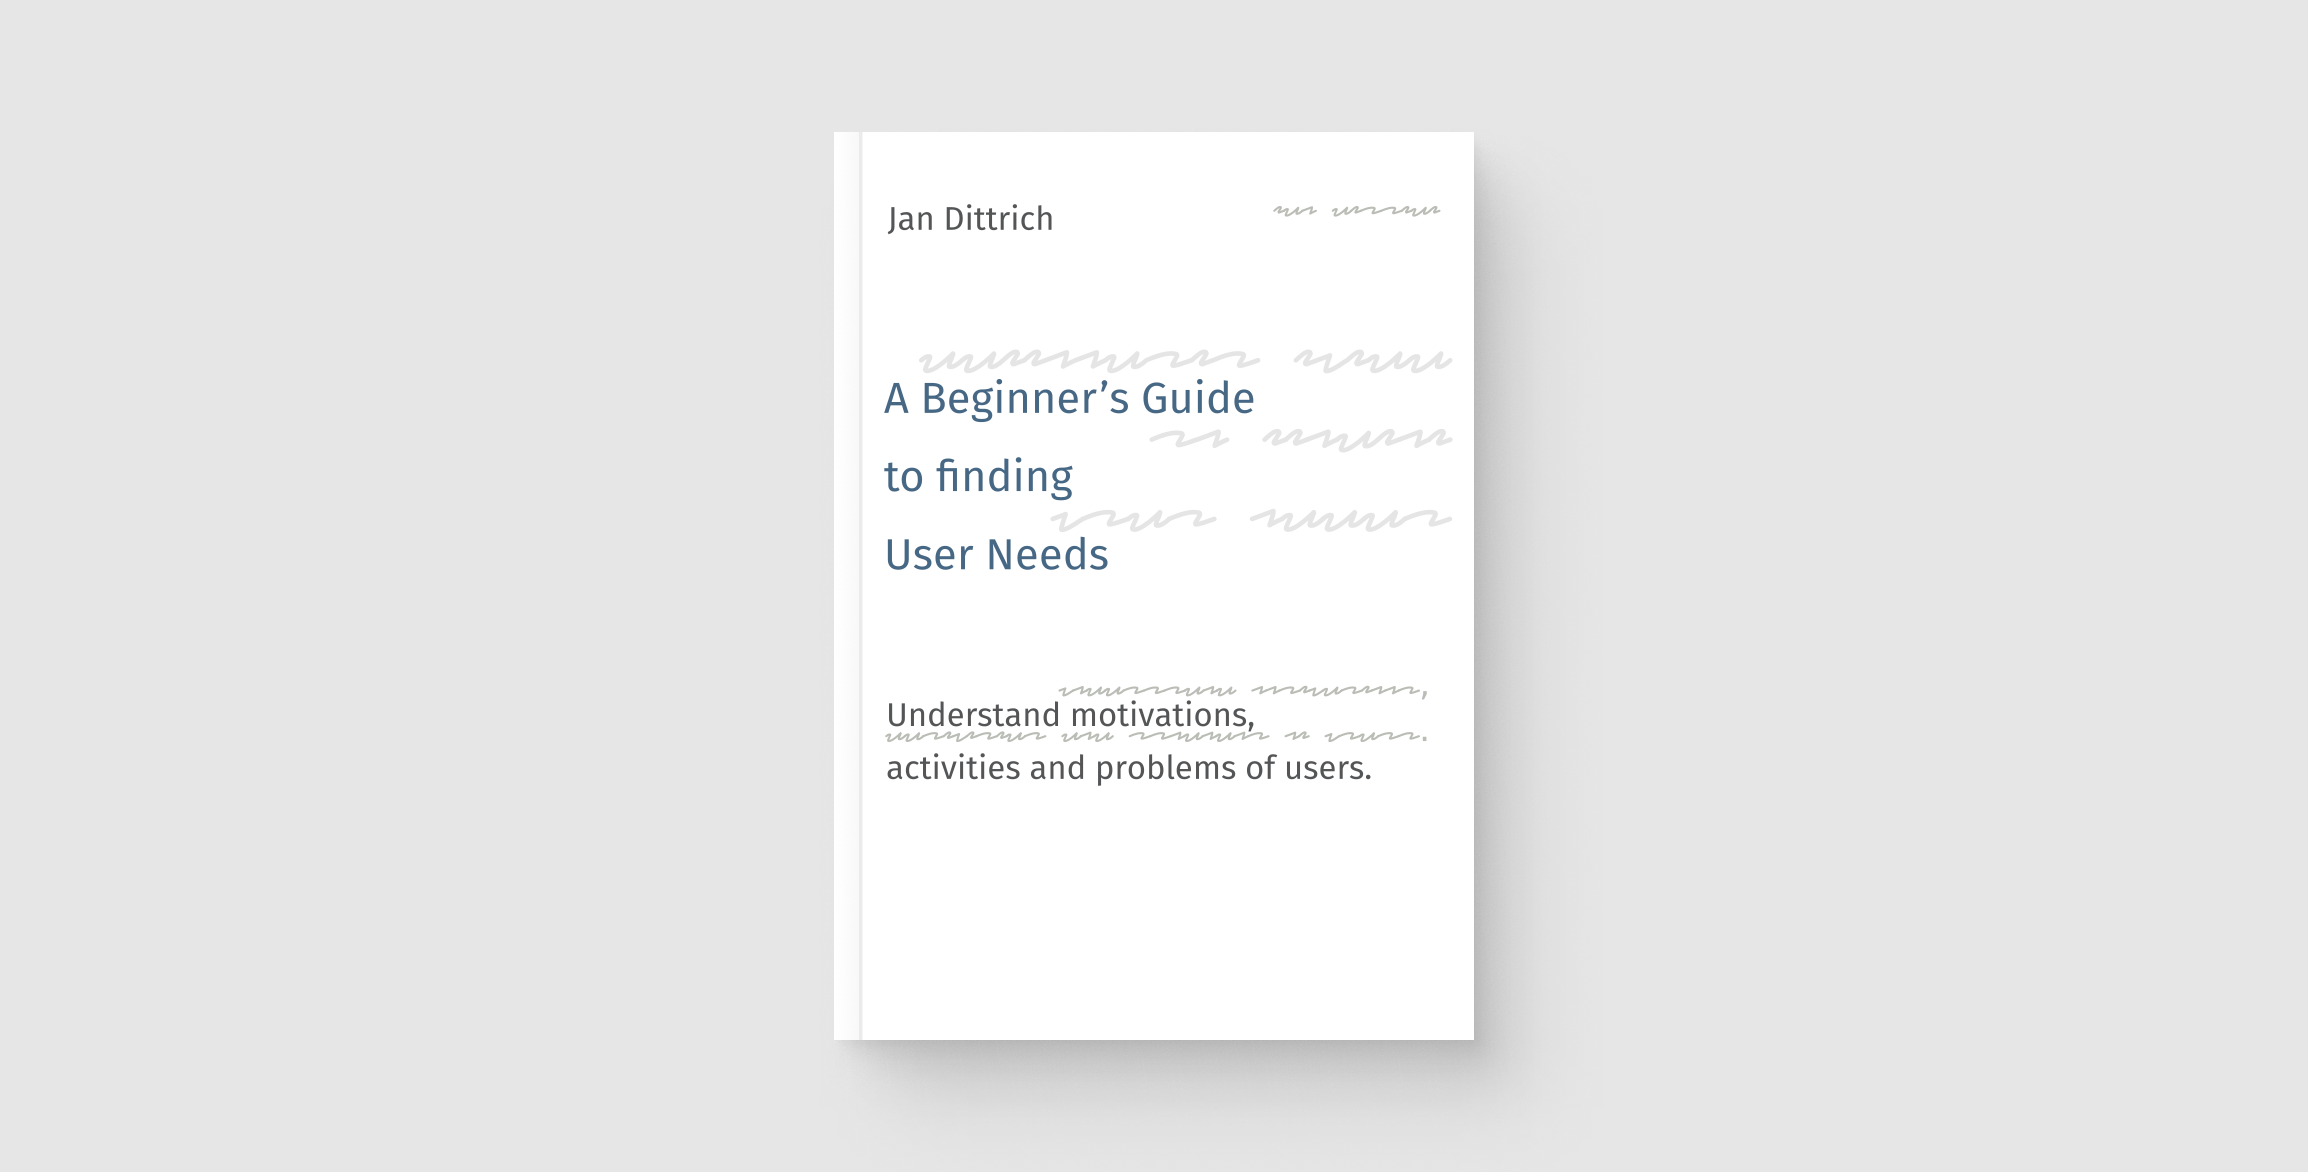 Jan Dittrich
A Beginner’s Guide
to finding
User Needs
Understand motivations,
activities and problems of users.